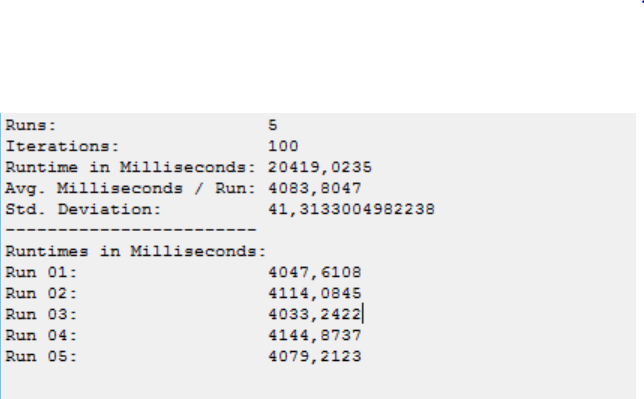 Runs: 5
Iterations: 100
Runtime in Milliseconds: 20419,0235
Avg. Milliseconds / Run: 4083,8047
Std. Deviation: 41,3133004982238
------------------------
Runtimes in Milliseconds:
Run 01: 4047,6108
Run 02: 4114,0845
Run 03: 4033,2422
Run 04: 4144,8737
Run 05: 4079,2123